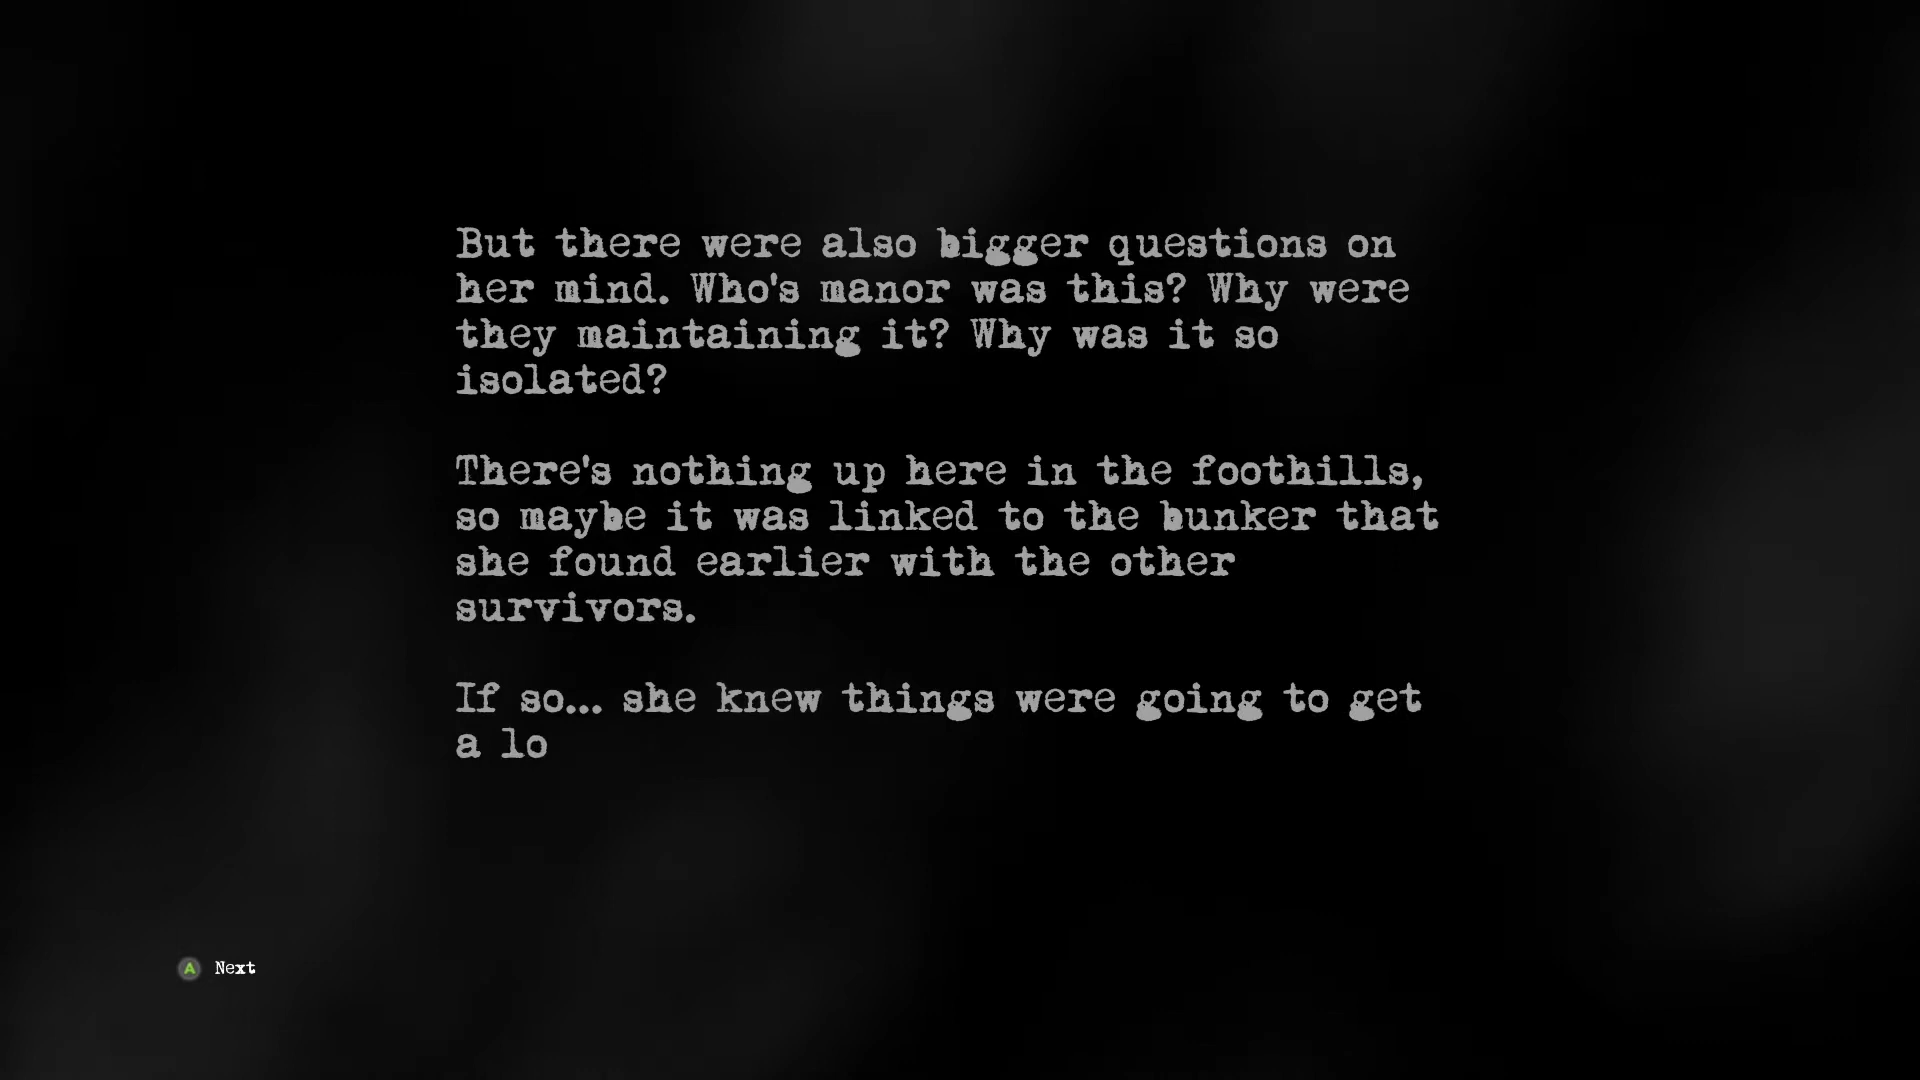 But there were also bigger questions on
her mind. Who's manor was this? Why were
they maintaining it? Why was it so
isolated?
There's nothing up here in the foothills,
so maybe it was linked to the bunker that
she found earlier with the other
survivors.
If so... she knew things were going to get
a lo
A Next